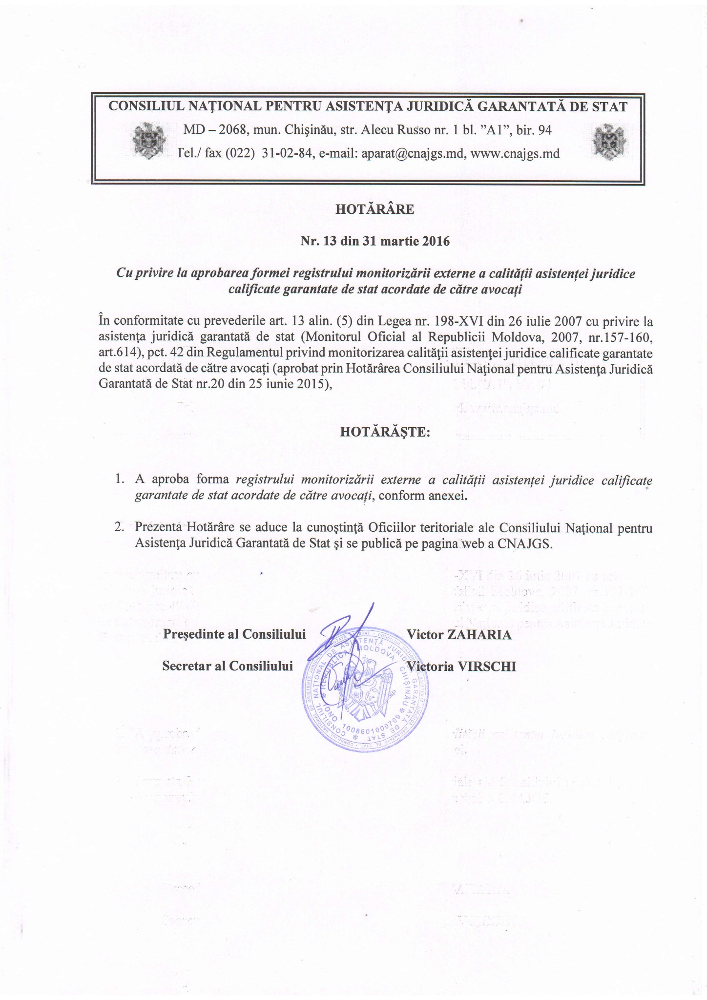 CONSILIUL NAŢIONAL PENTRU ASISTENŢA JURIDICĂ GARANTATĂ DE STAT
MD – 2068, mun. Chişinău, str. Alecu Russo nr. 1 bl. ”A1”, bir. 94
Tel./ fax (022) 31-02-84, e-mail: aparat@cnajgs.md, www.cnajgs.md
HOTĂRÂRE
Nr. 13 din 31 martie 2016
Cu privire la aprobarea formei registrului monitorizării externe a calității asistenței juridice
calificate garantate de stat acordate de către avocați
În conformitate cu prevederile art. 13 alin. (5) din Legea nr. 198-XVI din 26 iulie 2007 cu privire la
asistenţa juridică garantată de stat (Monitorul Oficial al Republicii Moldova, 2007, nr.157-160,
art.614), pct. 42 din Regulamentul privind monitorizarea calităţii asistenţei juridice calificate garantate
de stat acordată de către avocați (aprobat prin Hotărârea Consiliului Naţional pentru Asistenţa Juridică
Garantată de Stat nr.20 din 25 iunie 2015),
HOTĂRĂŞTE:
1. A aproba forma registrului monitorizării externe a calității asistenței juridice calificate
garantate de stat acordate de către avocați, conform anexei.
2. Prezenta Hotărâre se aduce la cunoştinţă Oficiilor teritoriale ale Consiliului Naţional pentru
Asistenţa Juridică Garantată de Stat şi se publică pe pagina web a CNAJGS.
Preşedinte al Consiliului Victor ZAHARIA
Secretar al Consiliului Victoria VIRSCHI
CONSILIUL NAŢIONAL DE ASISTENŢĂ JURIDICĂ GARANTATĂ DE STAT
REPUBLICA MOLDOVA CHIŞINĂU
IDNO 1008601000709